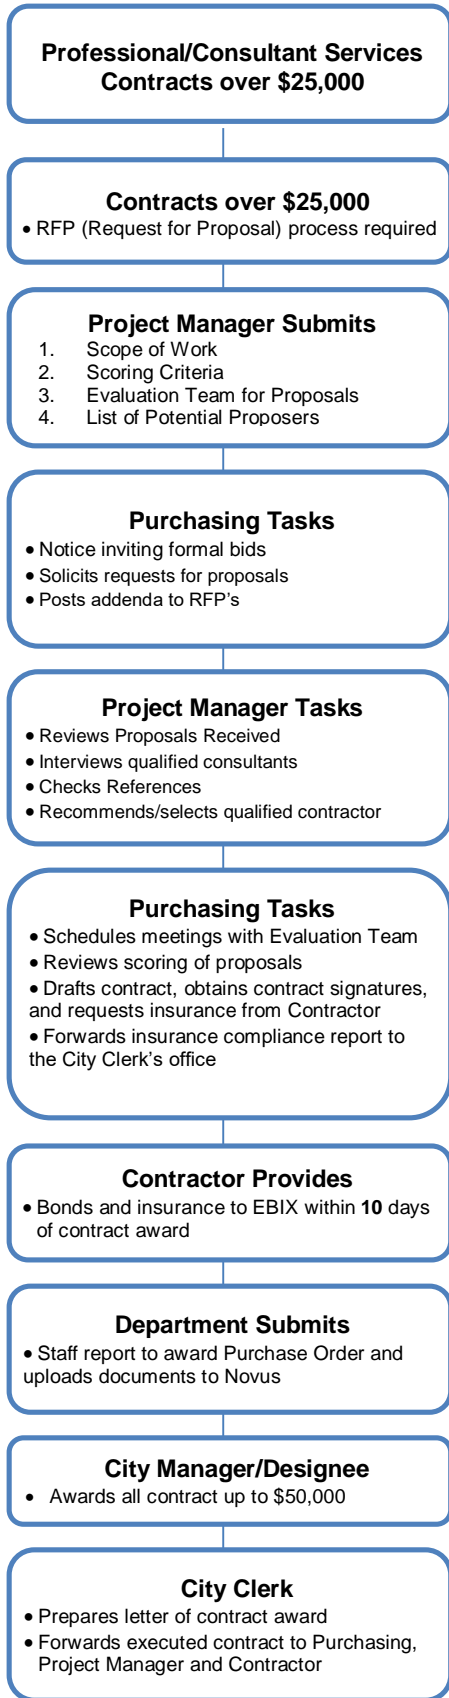 Professional/Consultant Services
Contracts over $25,000
Contracts over $25,000
• RFP (Request for Proposal) process required
Project Manager Submits
1. Scope of Work
2. Scoring Criteria
3. Evaluation Team for Proposals
4. List of Potential Proposers
Purchasing Tasks
• Notice inviting formal bids
• Solicits requests for proposals
• Posts addenda to RFP's
Project Manager Tasks
• Reviews Proposals Received
• Interviews qualified consultants
• Checks References
• Recommends/selects qualified contractor
Purchasing Tasks
• Schedules meetings with Evaluation Team
• Reviews scoring of proposals
• Drafts contract, obtains contract signatures,
and requests insurance from Contractor
• Forwards insurance compliance report to
the City Clerk's office
Contractor Provides
• Bonds and insurance to EBIX within 10 days
of contract award
Department Submits
• Staff report to award Purchase Order and
uploads documents to Novus
City Manager/Designee
• Awards all contract up to $50,000
City Clerk
• Prepares letter of contract award
• Forwards executed contract to Purchasing,
Project Manager and Contractor